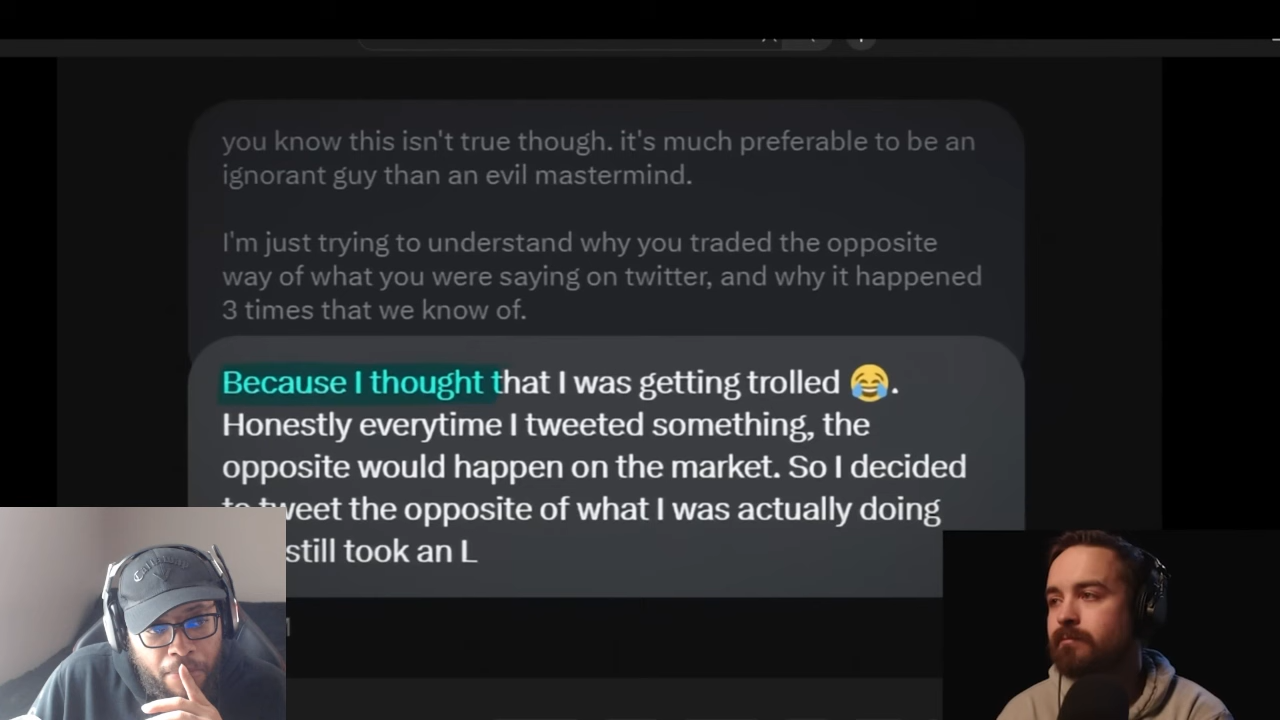 you know this isn't true though. it's much preferable to be an
ignorant guy than an evil mastermind.
I'm just trying to understand why you traded the opposite
way of what you were saying on twitter, and why it happened
3 times that we know of.
Because I thought that I was getting trolled 😂.
Honestly everytime I tweeted something, the
opposite would happen on the market. So I decided
to tweet the opposite of what I was actually doing
still took an L